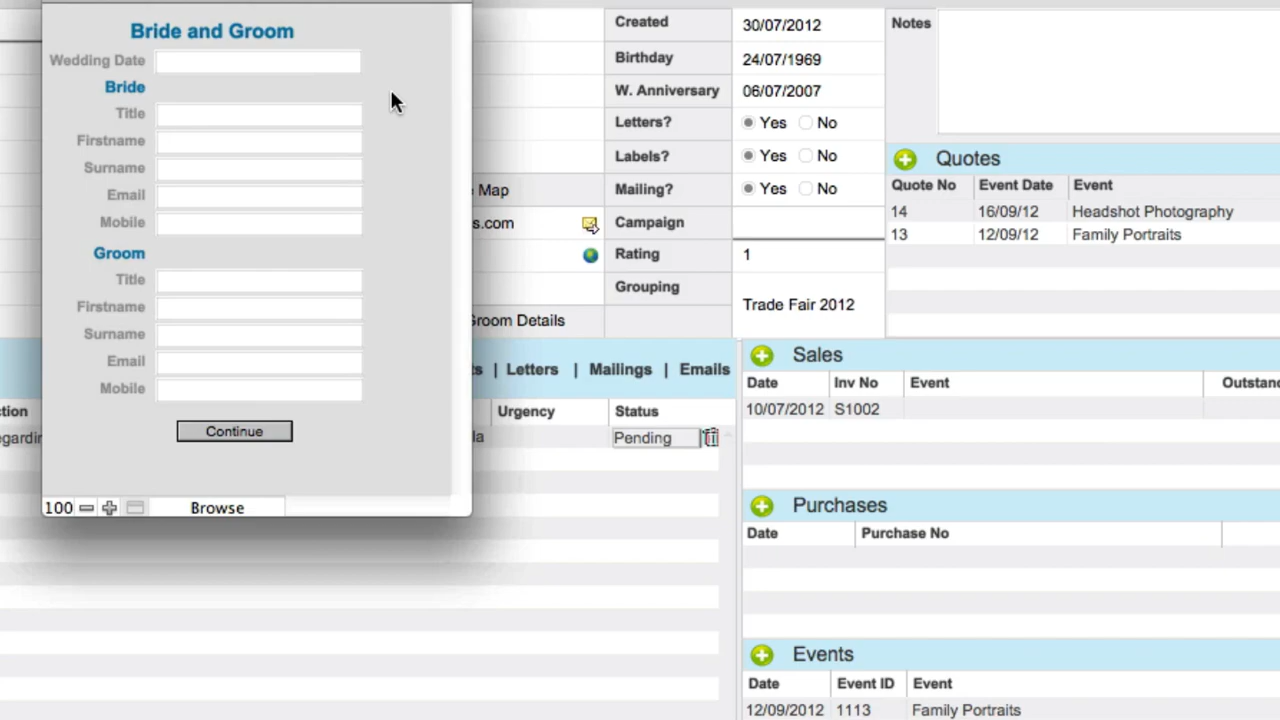 Bride and Groom
Wedding Date
Bride
Title
Firstname
Surname
Email
Mobile
Groom
Title
Firstname
Surname
Email
Mobile
Continue
100
Browse
Map
s.com
Groom Details
Created 30/07/2012
Birthday 24/07/1969
W. Anniversary 06/07/2007
Letters? Yes No
Labels? Yes No
Mailing? Yes No
Campaign
Rating 1
Grouping
Trade Fair 2012
Notes
Quotes
Quote No Event Date Event
14 16/09/12 Headshot Photography
13 12/09/12 Family Portraits
ts | Letters | Mailings | Emails
ction Urgency Status
egardin la Pending
Sales
Date Inv No Event Outstand
10/07/2012 S1002
Purchases
Date Purchase No
Events
Date Event ID Event
12/09/2012 1113 Family Portraits